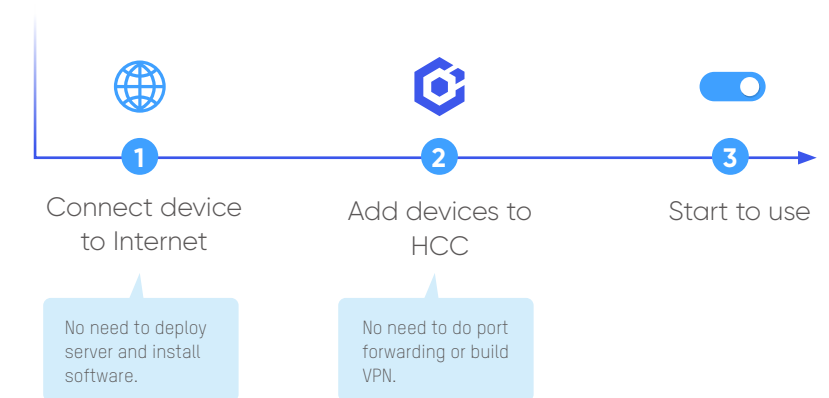 1
2
3
Connect device
to Internet
Add devices to
HCC
Start to use
No need to deploy
server and install
software.
No need to do port
forwarding or build
VPN.